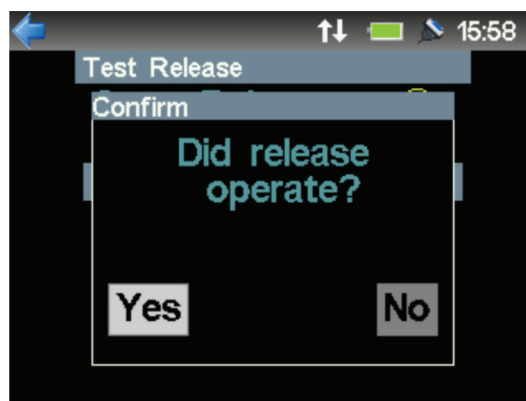 15:58
Test Release
Confirm
Did release
operate?
Yes No